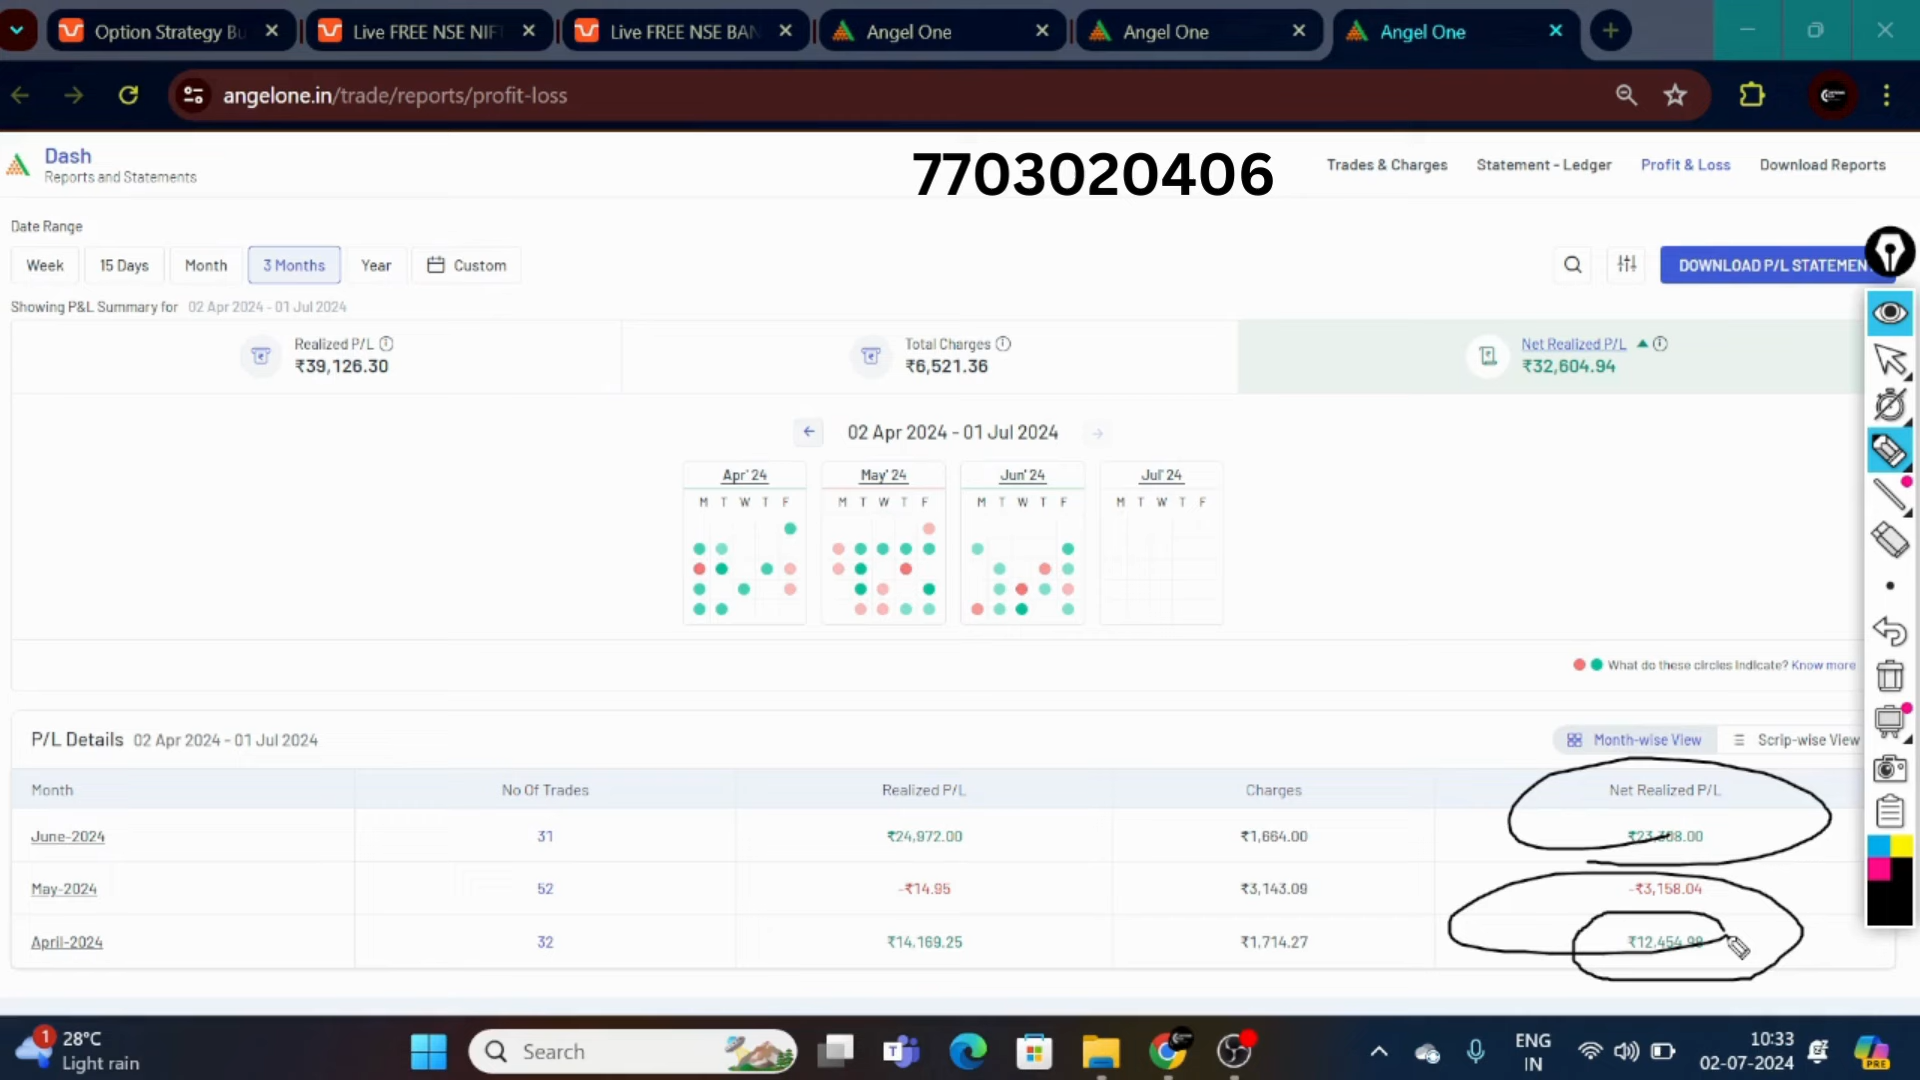 Option Strategy Bu
Live FREE NSE NIF
Live FREE NSE BAN
Angel One
Angel One
Angel One
angelone.in/trade/reports/profit-loss
Dash
Reports and Statements
7703020406
Trades & Charges
Statement - Ledger
Profit & Loss
Download Reports
Date Range
Week
15 Days
Month
3 Months
Year
Custom
DOWNLOAD P/L STATEMEN
Showing P&L Summary for 02 Apr 2024 - 01 Jul 2024
Realized P/L
₹39,126.30
Total Charges
₹6,521.36
Net Realized P/L
₹32,604.94
02 Apr 2024 - 01 Jul 2024
Apr' 24
May' 24
Jun' 24
Jul' 24
M T W T F
M T W T F
M T W T F
M T W T F
What do these circles indicate? Know more
P/L Details 02 Apr 2024 - 01 Jul 2024
Month-wise View
Scrip-wise View
Month No Of Trades Realized P/L Charges Net Realized P/L
June-2024 31 ₹24,972.00 ₹1,664.00
May-2024 52 -₹14.95 ₹3,143.09 -₹3,158.04
April-2024 32 ₹14,169.25 ₹1,714.27 ₹12,454.98
1
28°C
Light rain
Search
ENG
IN
10:33
02-07-2024
PRE